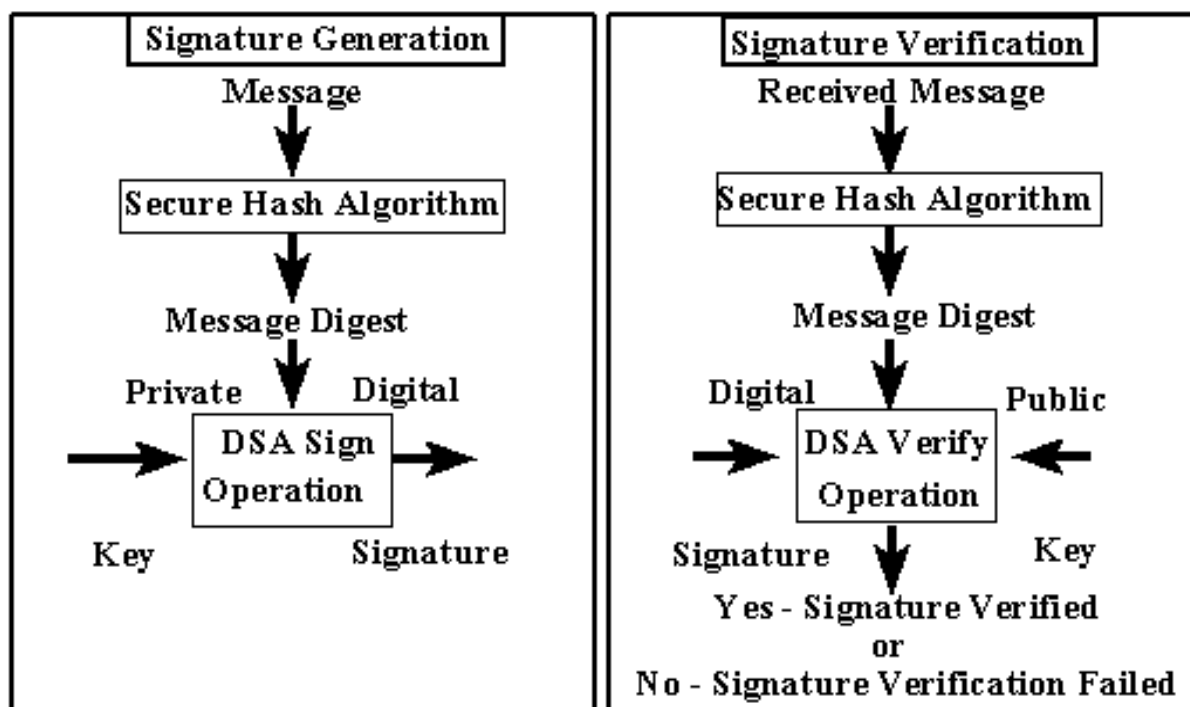 Signature Generation
Message
Secure Hash Algorithm
Message Digest
Private
Digital
DSA Sign
Operation
Key
Signature
Signature Verification
Received Message
Secure Hash Algorithm
Message Digest
Digital
Public
DSA Verify
Operation
Signature
Key
Yes - Signature Verified
or
No - Signature Verification Failed